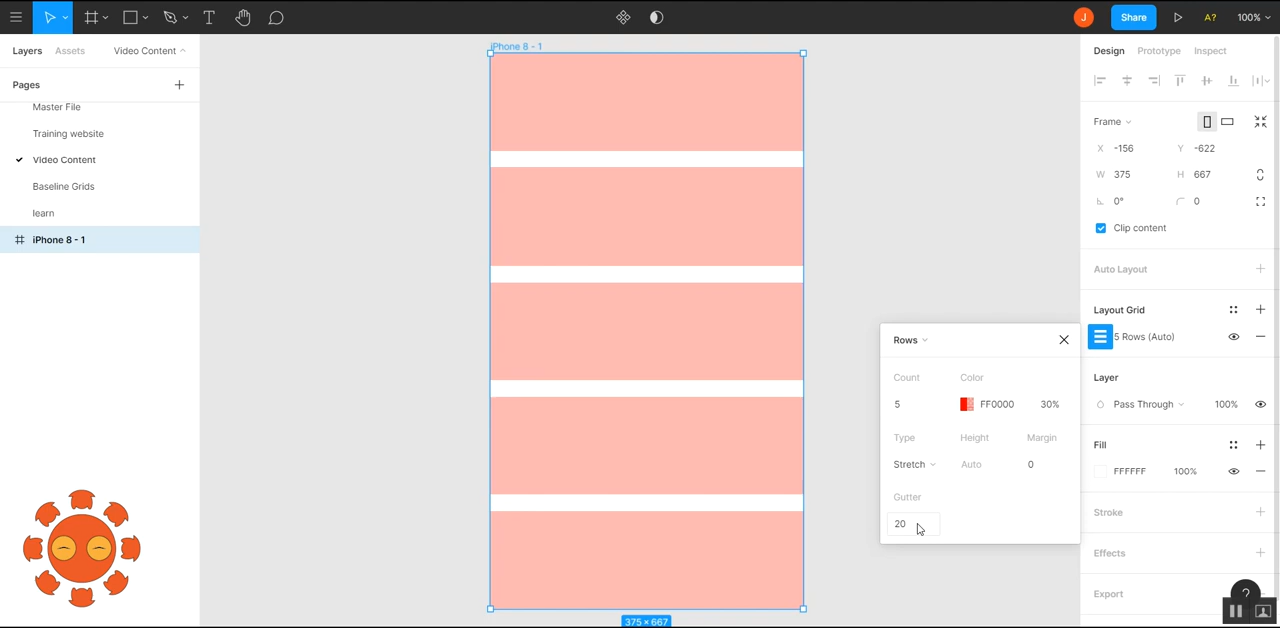 J
Share
A?
100%
Layers
Assets
Video Content
Pages
Master File
Training website
Video Content
Baseline Grids
learn
iPhone 8 - 1
iPhone 8 - 1
375 × 667
Rows
Count
Color
5
FF0000
30%
Type
Height
Margin
Stretch
Auto
0
Gutter
20
Design
Prototype
Inspect
Frame
X
-156
Y
-622
W
375
H
667
0°
0
Clip content
Auto Layout
Layout Grid
5 Rows (Auto)
Layer
Pass Through
100%
Fill
FFFFFF
100%
Stroke
Effects
Export
?